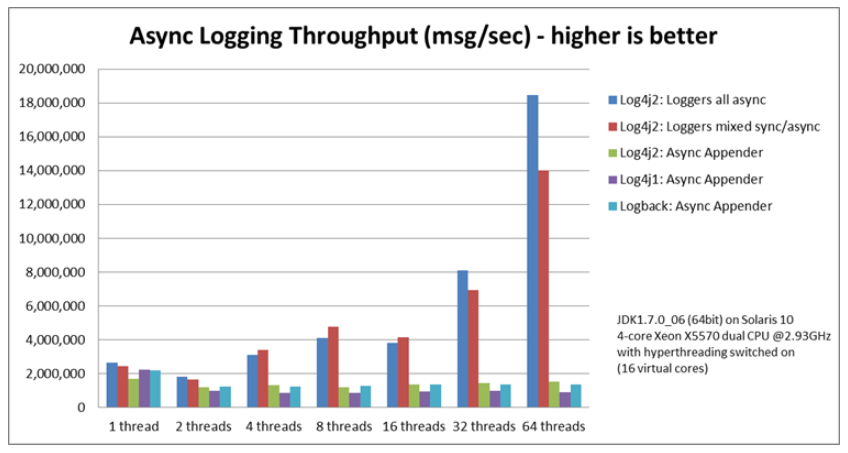 Async Logging Throughput (msg/sec) - higher is better
20,000,000
18,000,000
16,000,000
14,000,000
12,000,000
10,000,000
8,000,000
6,000,000
4,000,000
2,000,000
0
1 thread
2 threads
4 threads
8 threads
16 threads
32 threads
64 threads
Log4j2: Loggers all async
Log4j2: Loggers mixed sync/async
Log4j2: Async Appender
Log4j1: Async Appender
Logback: Async Appender
JDK1.7.0_06 (64bit) on Solaris 10
4-core Xeon X5570 dual CPU @2.93GHz
with hyperthreading switched on
(16 virtual cores)